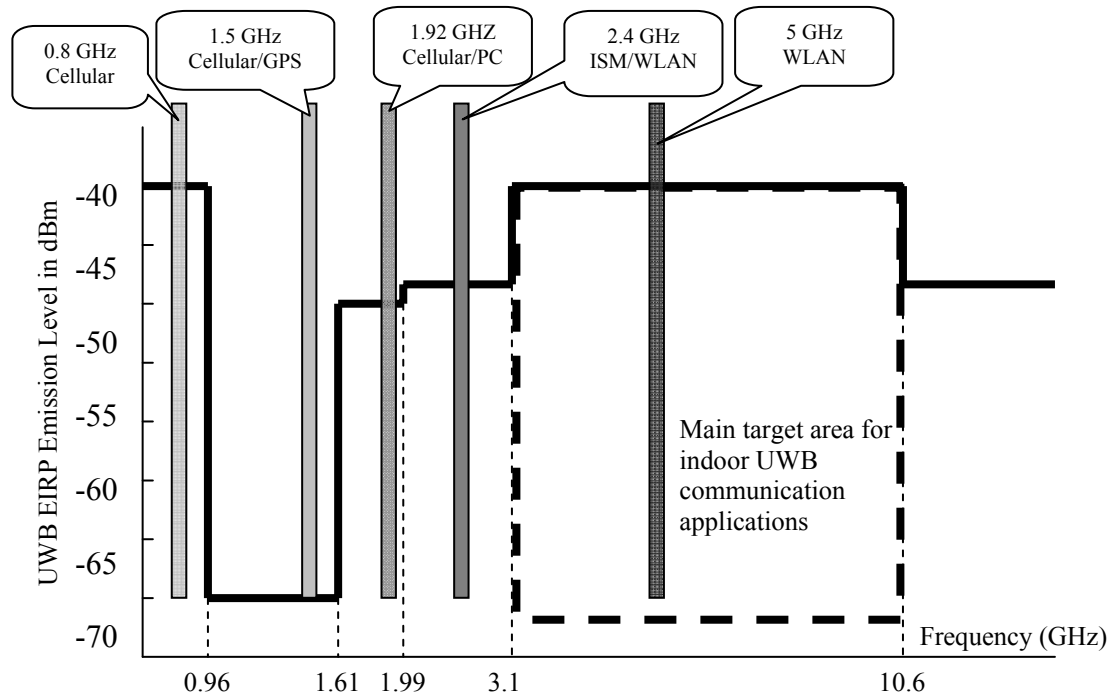 0.8 GHz
Cellular
1.5 GHz
Cellular/GPS
1.92 GHZ
Cellular/PC
2.4 GHz
ISM/WLAN
5 GHz
WLAN
UWB EIRP Emission Level in dBm
-40
-45
-50
-55
-60
-65
-70
Main target area for
indoor UWB
communication
applications
Frequency (GHz)
0.96
1.61
1.99
3.1
10.6